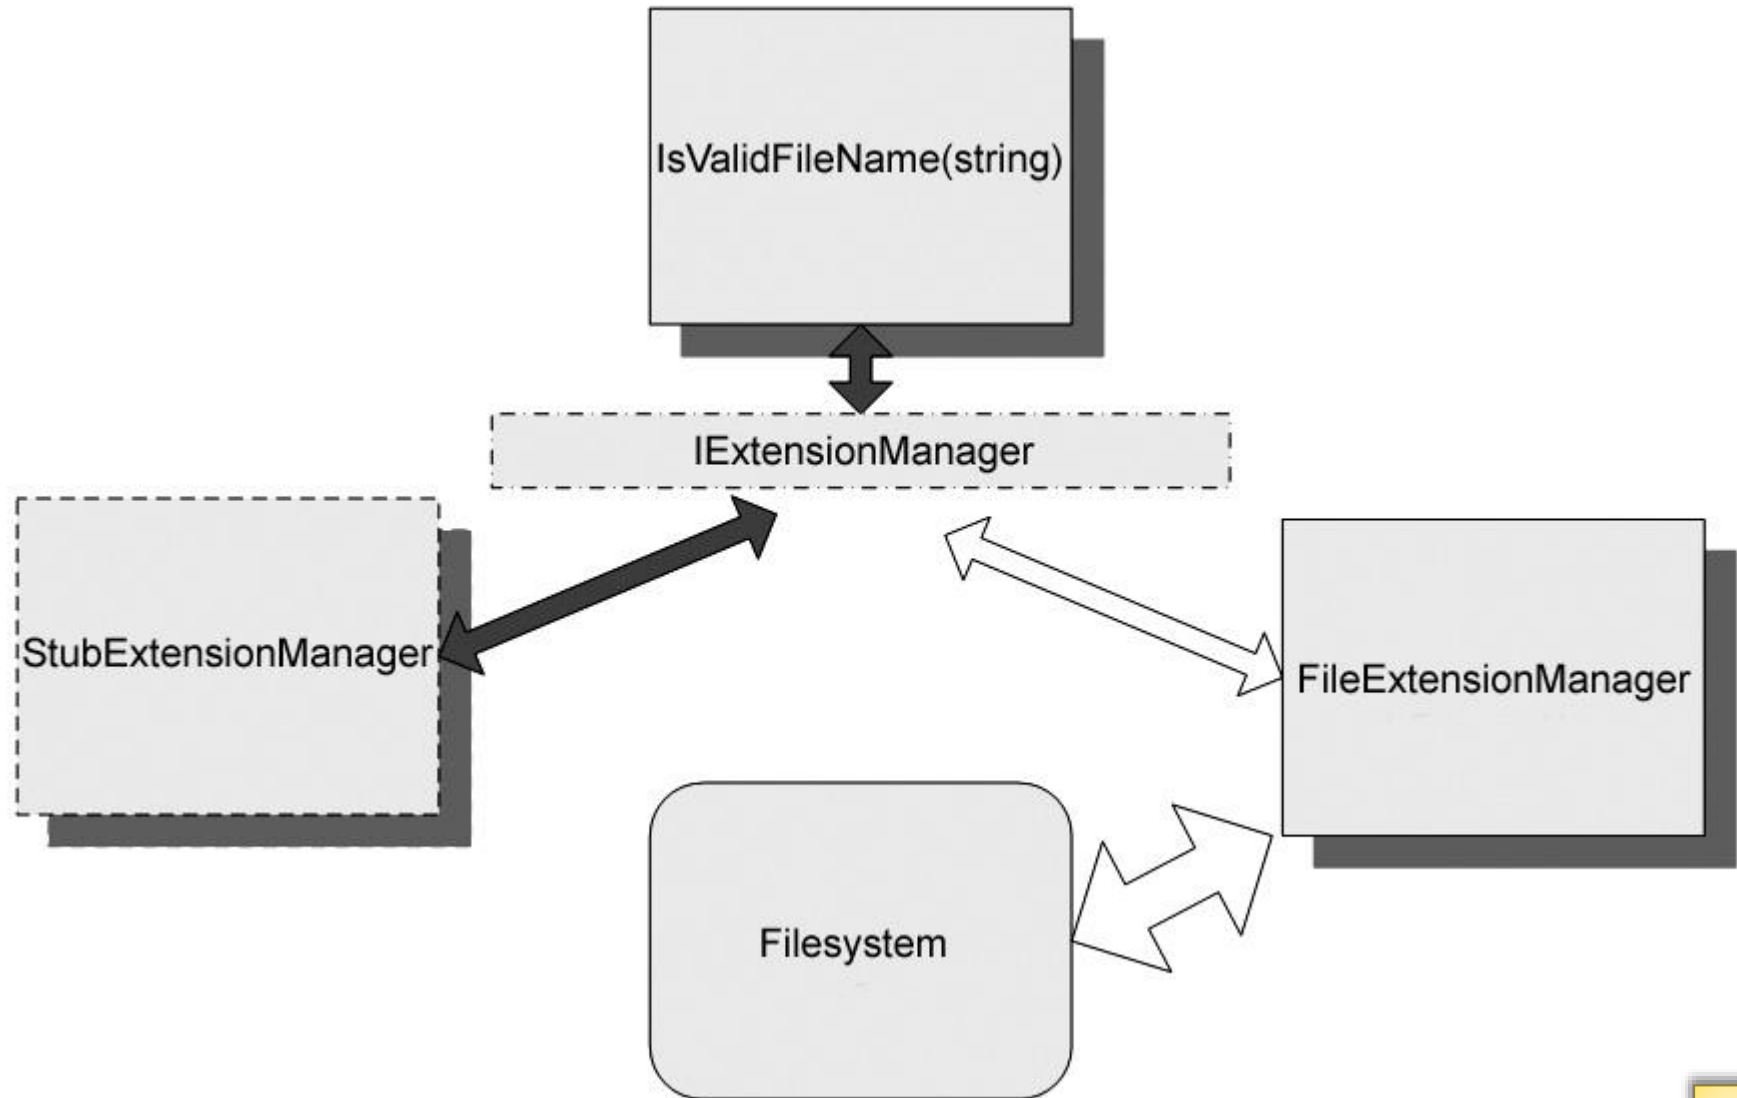 IsValidFileName(string)
IExtensionManager
StubExtensionManager
FileExtensionManager
Filesystem